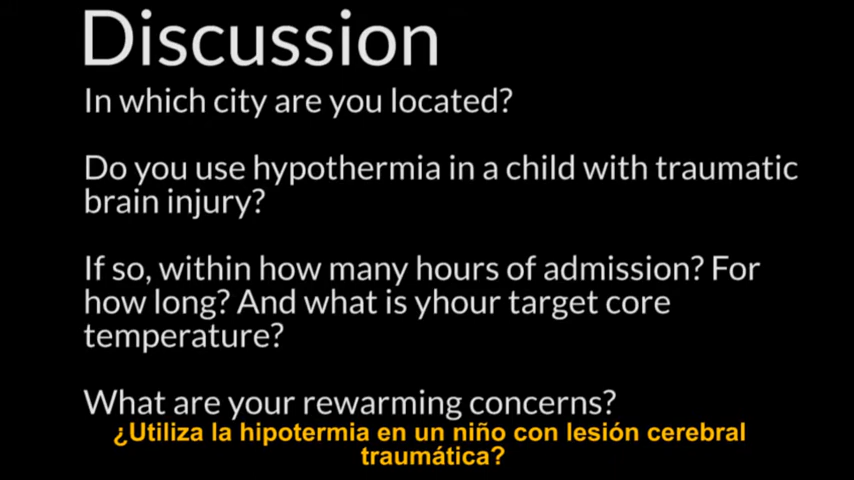 Discussion
In which city are you located?
Do you use hypothermia in a child with traumatic
brain injury?
If so, within how many hours of admission? For
how long? And what is yhour target core
temperature?
What are your rewarming concerns?
¿Utiliza la hipotermia en un niño con lesión cerebral
traumática?